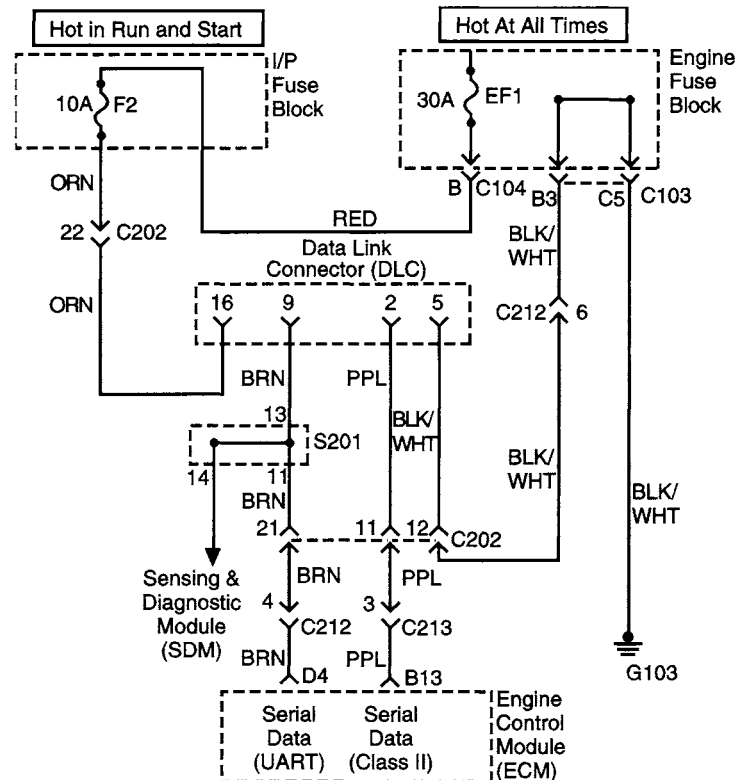 Hot in Run and Start
Hot At All Times
I/P
Fuse
Block
10A
F2
30A
EF1
Engine
Fuse
Block
ORN
B
C104
B3
C5
C103
22
C202
RED
BLK/
WHT
Data Link
Connector (DLC)
16
9
2
5
ORN
C212
6
BRN
PPL
13
BLK/
WHT
S201
14
11
BRN
BLK/
WHT
BLK/
WHT
21
11
12
C202
BRN
PPL
Sensing &
Diagnostic
Module
(SDM)
4
3
C212
C213
BRN
PPL
D4
B13
G103
Serial
Data
(UART)
Serial
Data
(Class II)
Engine
Control
Module
(ECM)